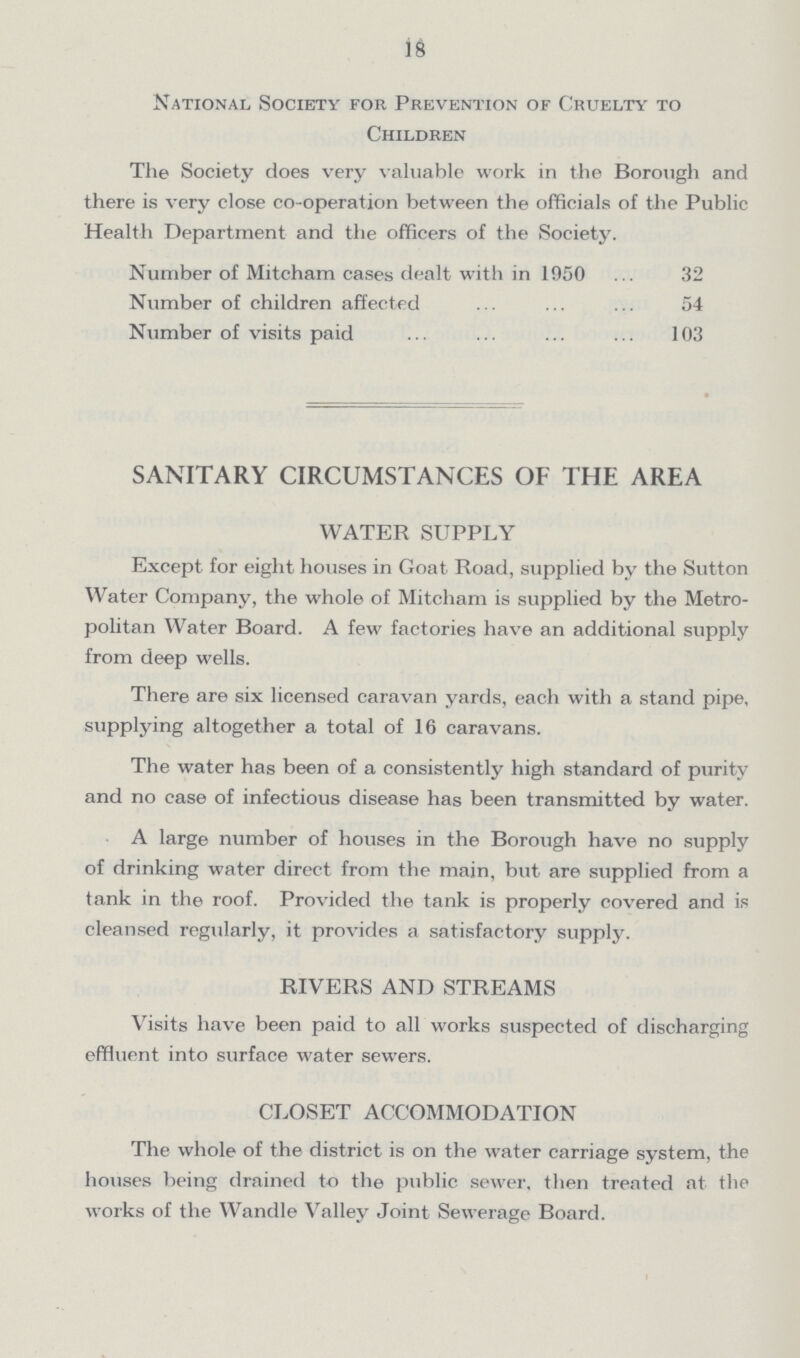 18
National Society for Prevention of Cruelty to
Children
The Society does very valuable work in the Borough and
there is very close co-operation between the officials of the Public
Health Department and the officers of the Society.
Number of Mitcham cases dealt with in 1950 ... 32
Number of children affected ... ... ... 54
Number of visits paid ... ... ... ... 103
SANITARY CIRCUMSTANCES OF THE AREA
WATER SUPPLY
Except for eight houses in Goat Road, supplied by the Sutton
Water Company, the whole of Mitcham is supplied by the Metro-
politan Water Board. A few factories have an additional supply
from deep wells.
There are six licensed caravan yards, each with a stand pipe,
supplying altogether a total of 16 caravans.
The water has been of a consistently high standard of purity
and no case of infectious disease has been transmitted by water.
A large number of houses in the Borough have no supply
of drinking water direct from the main, but are supplied from a
tank in the roof. Provided the tank is properly covered and is
cleansed regularly, it provides a satisfactory supply.
RIVERS AND STREAMS
Visits have been paid to all works suspected of discharging
effluent into surface water sewers.
CLOSET ACCOMMODATION
The whole of the district is on the water carriage system, the
houses being drained to the public sewer, then treated at the
works of the Wandle Valley Joint Sewerage Board.